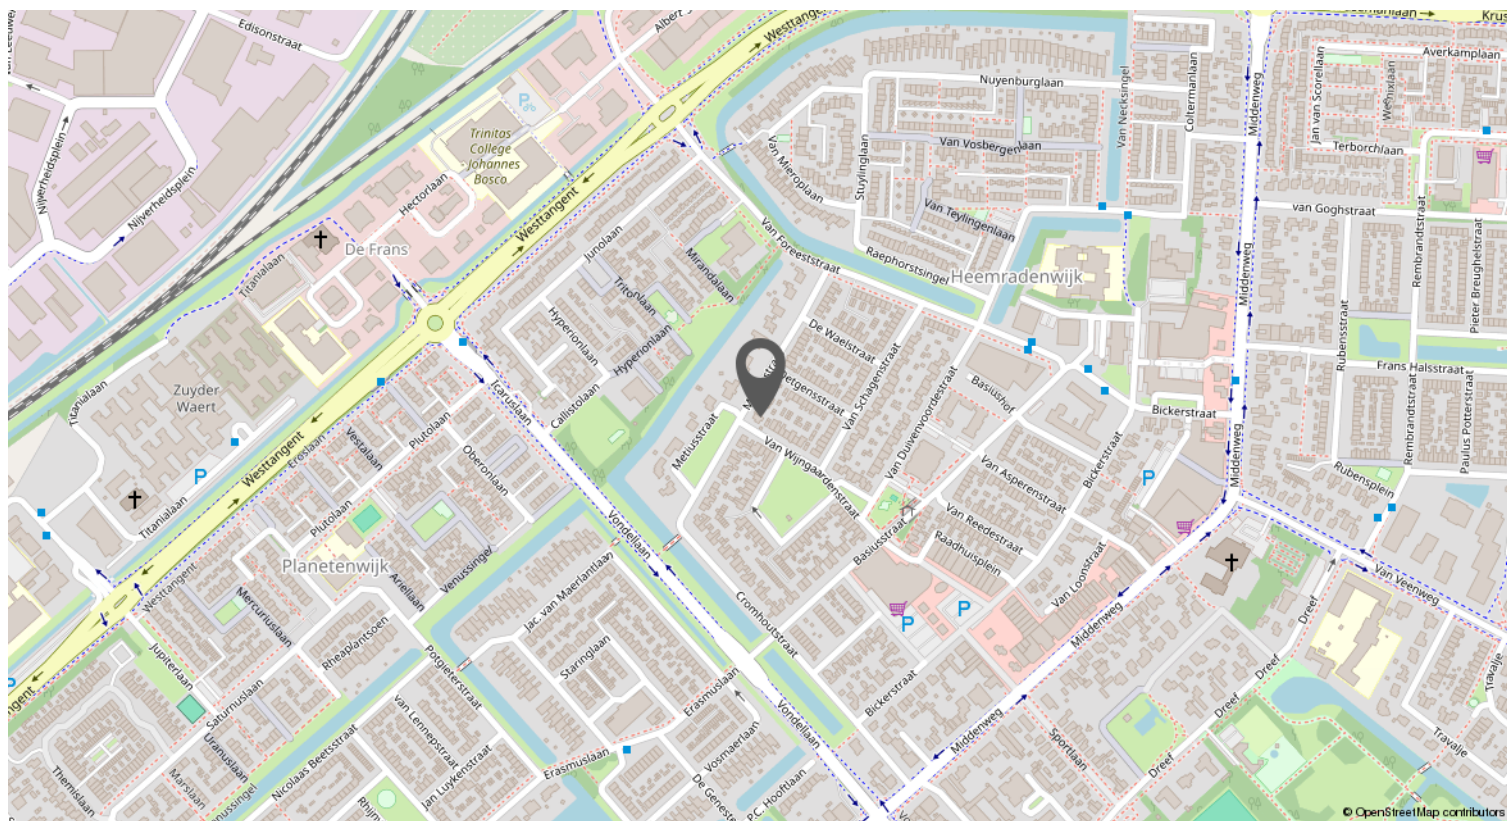 Edisonstraat
Albert
Westtangent
Nijverheidsplein
Nijverheidsplein
Trinitas
College
- Johannes
Bosco
Hectorlaan
De Frans
Titanialaan
Westtangent
Junolaan
Tritonlaan
Mirandalaan
Hyperionlaan
Hyperionlaan
Callistolaan
Icaruslaan
Nuyenburglaan
Van Vosbergenlaan
Van Mieroplaan
Stuylinglaan
Van Teylingenlaan
Raephorstsingel
Van Foreeststraat
Heemradenwijk
Van Necksingel
Coltermanlaan
Middenweg
Middenweg
Middenweg
Averkamplaan
Jan van Scorellaan
Terborchlaan
van Goghstraat
Rembrandtstraat
Pieter Breughelstraat
Rubensstraat
Frans Halsstraat
Rembrandtstraat
Paulus Potterstraat
Rubensplein
De Waelstraat
Van Schagenstraat
Van Duivenvoordestraat
Basiushof
Bickerstraat
Bickerstraat
Metiusstraat
Van Wijngaardenstraat
Van Asperenstraat
Van Reedestraat
Raadhuisplein
Basiusstraat
Van Loonstraat
Middenweg
Middenweg
Zuyder
Waert
Titanialaan
Titanialaan
Westtangent
Eroslaan
Vestalaan
Plutolaan
Plutolaan
Oberonlaan
Planetenwijk
Venussingel
Ariëllaan
Westtangent
Mercuriuslaan
Rheaplantsoen
Jupiterlaan
Saturnuslaan
Uranuslaan
Marslaan
Themislaan
Nicolaas Beetsstraat
Potgieterstraat
van Lennepstraat
Jan Luykenstraat
Jac. van Maerlantlaan
Staringlaan
Erasmuslaan
Erasmuslaan
Vosmaerlaan
P.C. Hooftlaan
Vondellaan
Vondellaan
Cromhoutstraat
Bickerstraat
Sportlaan
Dreef
Dreef
Dreef
Dreef
Van Veenweg
Travalje
Travalje
P
P
P
P
P
P
© OpenStreetMap contributors